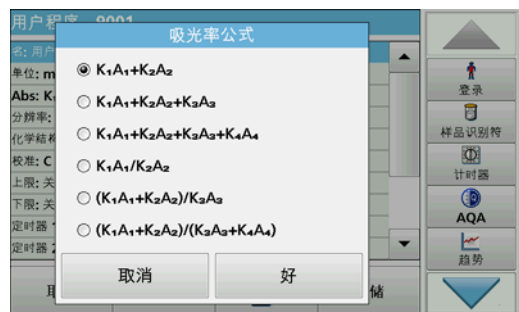 用户程序 9001
吸光率公式
名: 用户
单位: m
Abs: K₁
分辨率:
化学结构
校准: C
上限: 关
下限: 关
定时器
定时器
K₁A₁+K₂A₂
K₁A₁+K₂A₂+K₃A₃
K₁A₁+K₂A₂+K₃A₃+K₄A₄
K₁A₁/K₂A₂
(K₁A₁+K₂A₂)/K₃A₃
(K₁A₁+K₂A₂)/(K₃A₃+K₄A₄)
取消
好
储
登录
样品识别符
计时器
AQA
趋势